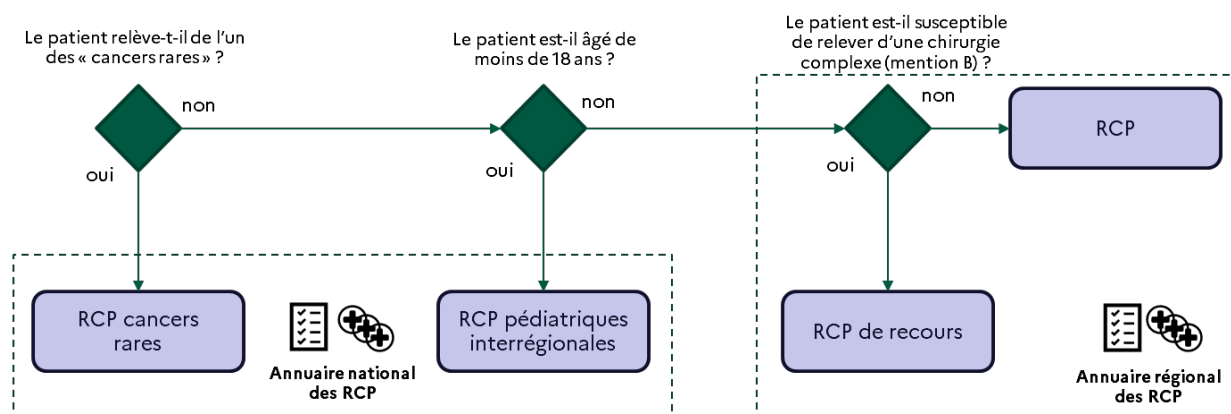 Le patient relève-t-il de l’un
des « cancers rares » ?
Le patient est-il âgé de
moins de 18 ans ?
Le patient est-il susceptible
de relever d’une chirurgie
complexe (mention B) ?
non
non
non
RCP
oui
oui
oui
RCP cancers
rares
Annuaire national
des RCP
RCP pédiatriques
interrégionales
RCP de recours
Annuaire régional
des RCP